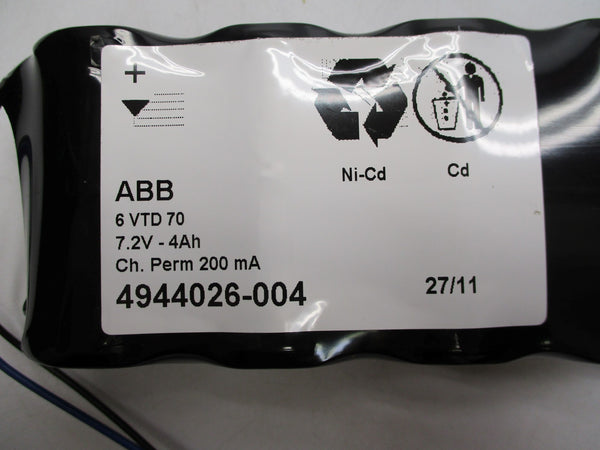 +
Ni-Cd
Cd
ABB
6 VTD 70
7.2V - 4Ah
Ch. Perm 200 mA
4944026-004
27/11